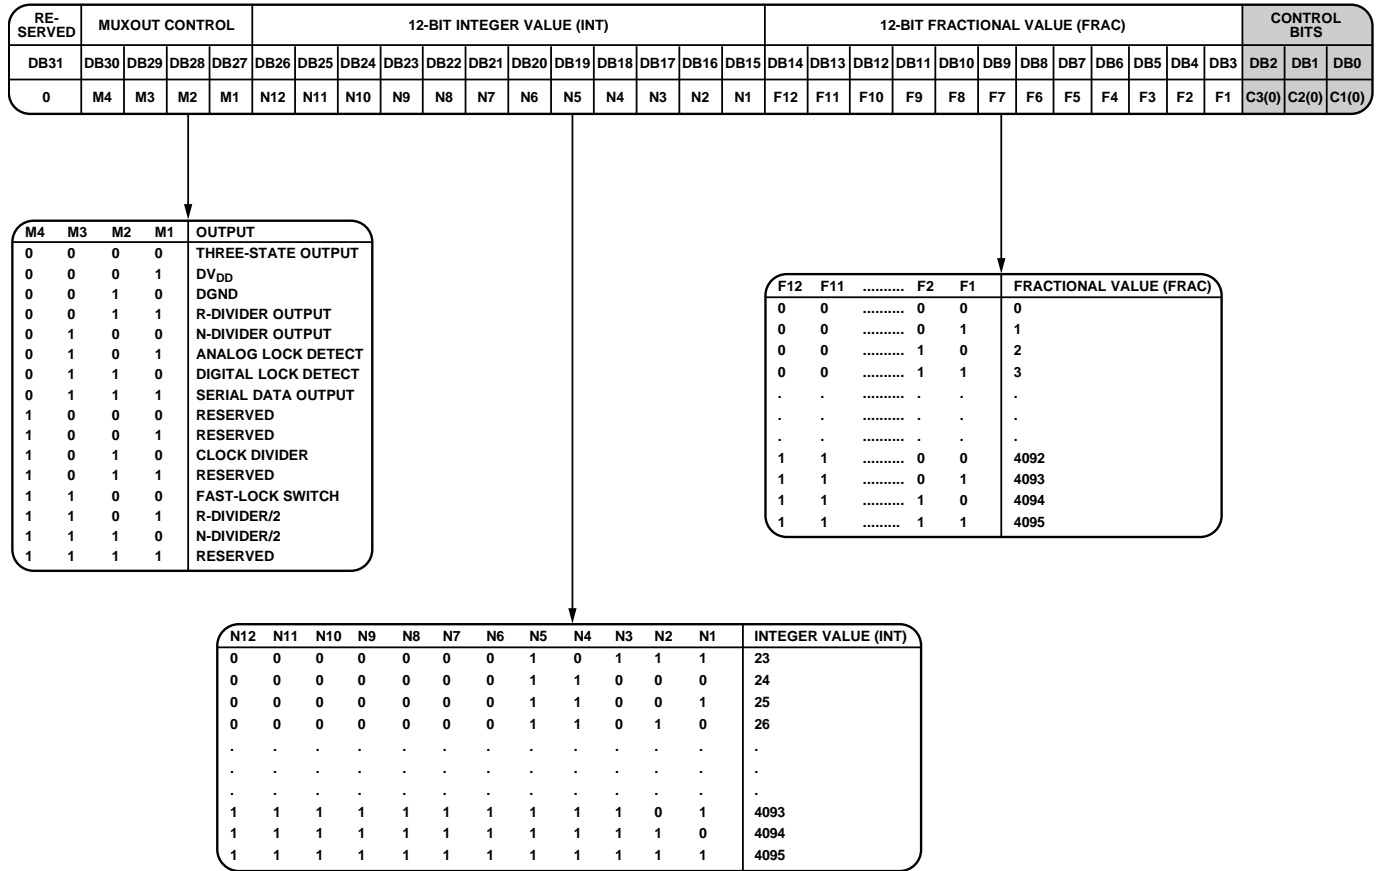 RE-
SERVED MUXOUT CONTROL 12-BIT INTEGER VALUE (INT) 12-BIT FRACTIONAL VALUE (FRAC) CONTROL
BITS
DB31 DB30 DB29 DB28 DB27 DB26 DB25 DB24 DB23 DB22 DB21 DB20 DB19 DB18 DB17 DB16 DB15 DB14 DB13 DB12 DB11 DB10 DB9 DB8 DB7 DB6 DB5 DB4 DB3 DB2 DB1 DB0
0 M4 M3 M2 M1 N12 N11 N10 N9 N8 N7 N6 N5 N4 N3 N2 N1 F12 F11 F10 F9 F8 F7 F6 F5 F4 F3 F2 F1 C3(0) C2(0) C1(0)
M4 M3 M2 M1 OUTPUT
0 0 0 0 THREE-STATE OUTPUT
0 0 0 1 DVDD
0 0 1 0 DGND
0 0 1 1 R-DIVIDER OUTPUT
0 1 0 0 N-DIVIDER OUTPUT
0 1 0 1 ANALOG LOCK DETECT
0 1 1 0 DIGITAL LOCK DETECT
0 1 1 1 SERIAL DATA OUTPUT
1 0 0 0 RESERVED
1 0 0 1 RESERVED
1 0 1 0 CLOCK DIVIDER
1 0 1 1 RESERVED
1 1 0 0 FAST-LOCK SWITCH
1 1 0 1 R-DIVIDER/2
1 1 1 0 N-DIVIDER/2
1 1 1 1 RESERVED
F12 F11 .......... F2 F1 FRACTIONAL VALUE (FRAC)
0 0 .......... 0 0 0
0 0 .......... 0 1 1
0 0 .......... 1 0 2
0 0 .......... 1 1 3
. . .......... . . .
. . .......... . . .
. . .......... . . .
1 1 .......... 0 0 4092
1 1 .......... 0 1 4093
1 1 .......... 1 0 4094
1 1 ......... 1 1 4095
N12 N11 N10 N9 N8 N7 N6 N5 N4 N3 N2 N1 INTEGER VALUE (INT)
0 0 0 0 0 0 0 1 0 1 1 1 23
0 0 0 0 0 0 0 1 1 0 0 0 24
0 0 0 0 0 0 0 1 1 0 0 1 25
0 0 0 0 0 0 0 1 1 0 1 0 26
. . . . . . . . . . . . .
. . . . . . . . . . . . .
. . . . . . . . . . . . .
1 1 1 1 1 1 1 1 1 1 0 1 4093
1 1 1 1 1 1 1 1 1 1 1 0 4094
1 1 1 1 1 1 1 1 1 1 1 1 4095